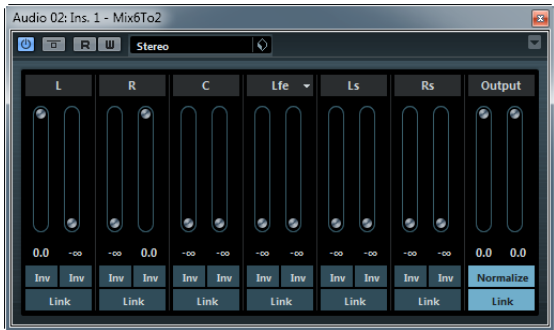 Audio 02: Ins. 1 - Mix6To2
R W Stereo
L R C Lfe Ls Rs Output
0.0 -∞ -∞ 0.0 -∞ -∞ -∞ -∞ -∞ -∞ -∞ -∞ 0.0 0.0
Inv Inv Inv Inv Inv Inv Inv Inv Inv Inv Inv Inv Normalize
Link Link Link Link Link Link Link